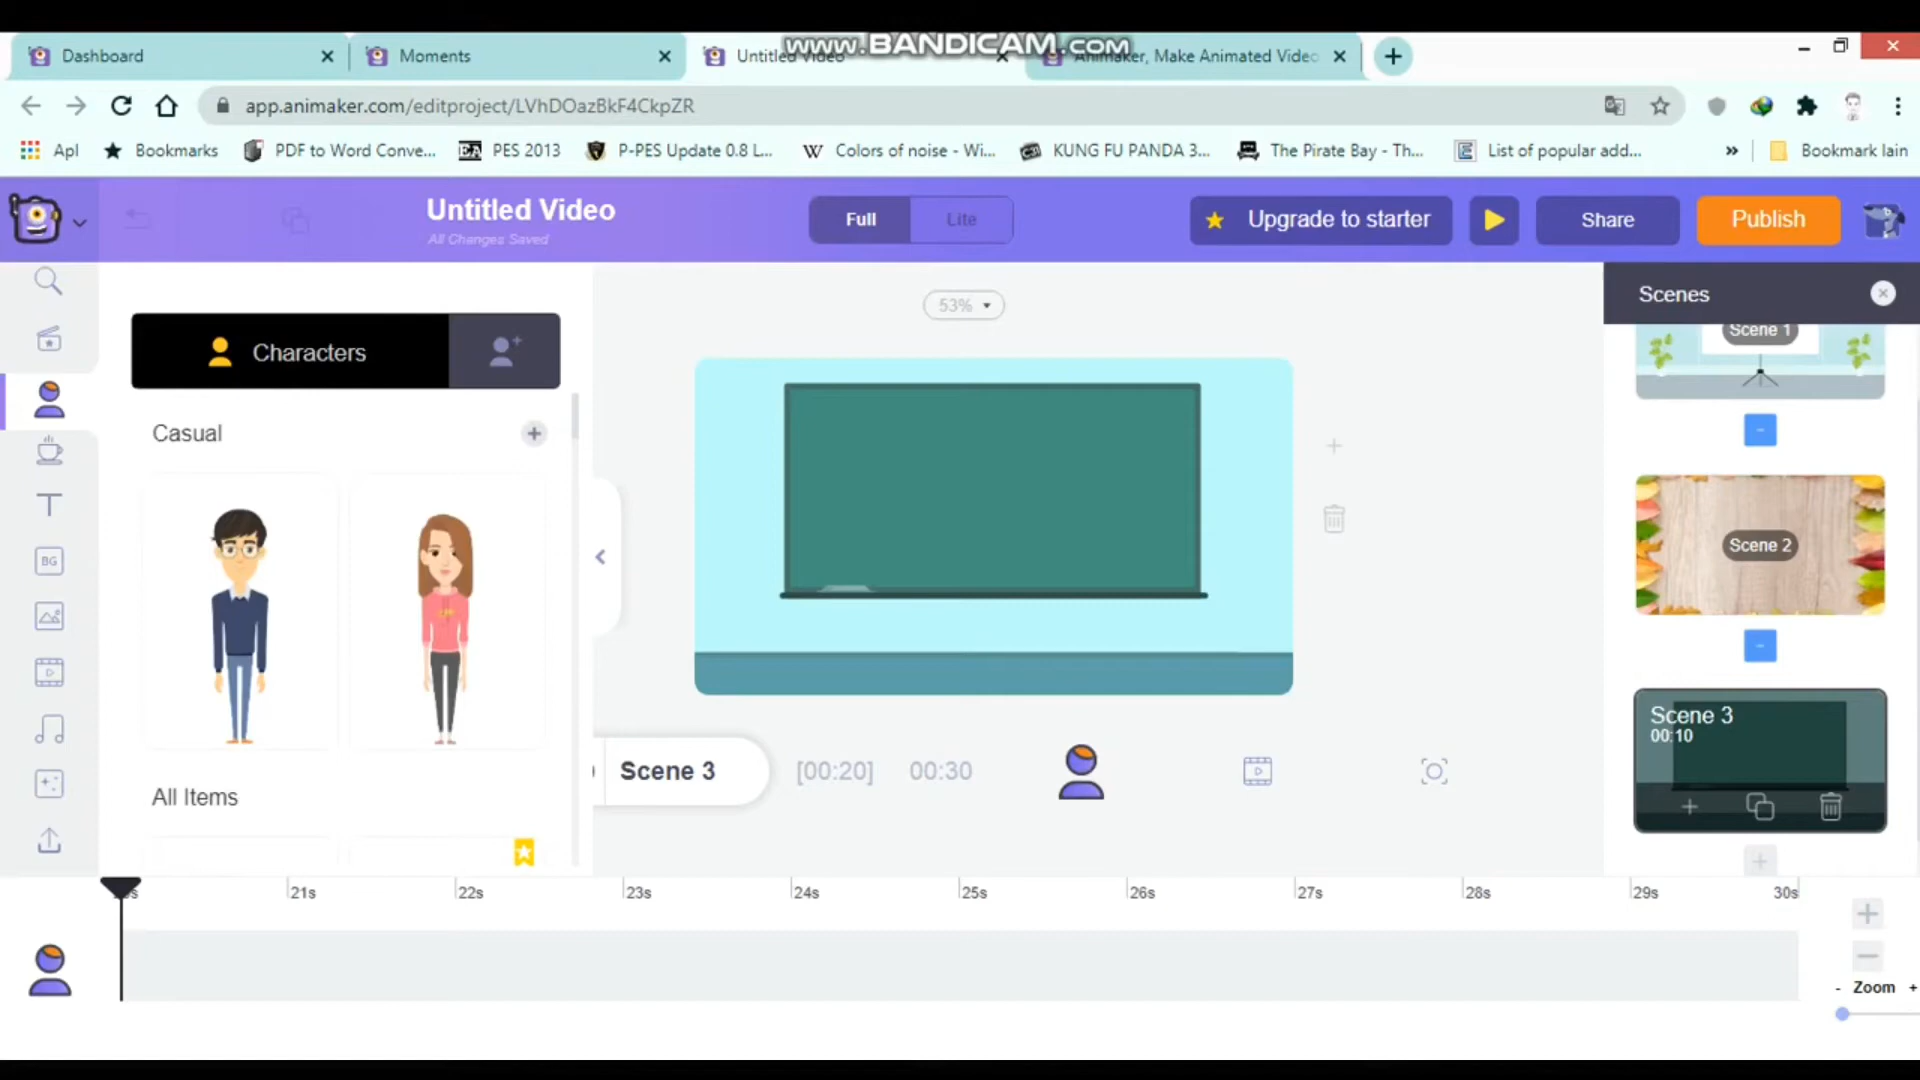 www.BANDICAM.com
Dashboard
Moments
Untitled Video
Animaker, Make Animated Video
app.animaker.com/editproject/LVhDOazBkF4CkpZR
Apl
Bookmarks
PDF to Word Conve...
PES 2013
P-PES Update 0.8 L...
Colors of noise - Wi...
KUNG FU PANDA 3...
The Pirate Bay - Th...
List of popular add...
»
Bookmark lain
Untitled Video
All Changes Saved
Full
Lite
Upgrade to starter
Share
Publish
Scenes
53%
Characters
Scene 1
Casual
BG
Scene 2
Scene 3
00:10
Scene 3
[00:20]
00:30
All Items
21s
22s
23s
24s
25s
26s
27s
28s
29s
30s
- Zoom +